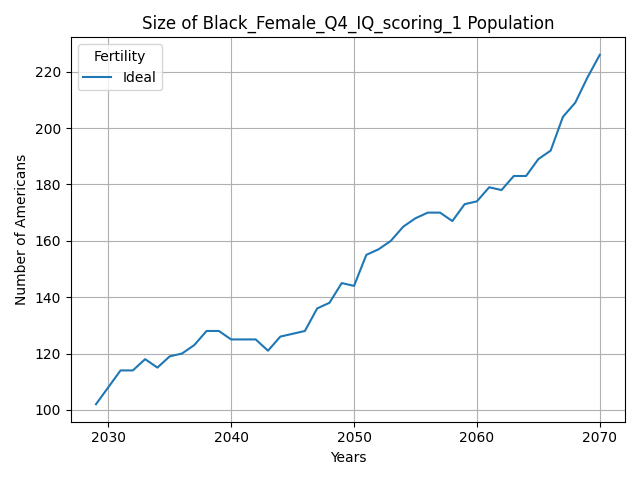 Size of Black_Female_Q4_IQ_scoring_1 Population
Fertility
Ideal
220
200
180
160
140
120
100
Number of Americans
2030 2040 2050 2060 2070
Years